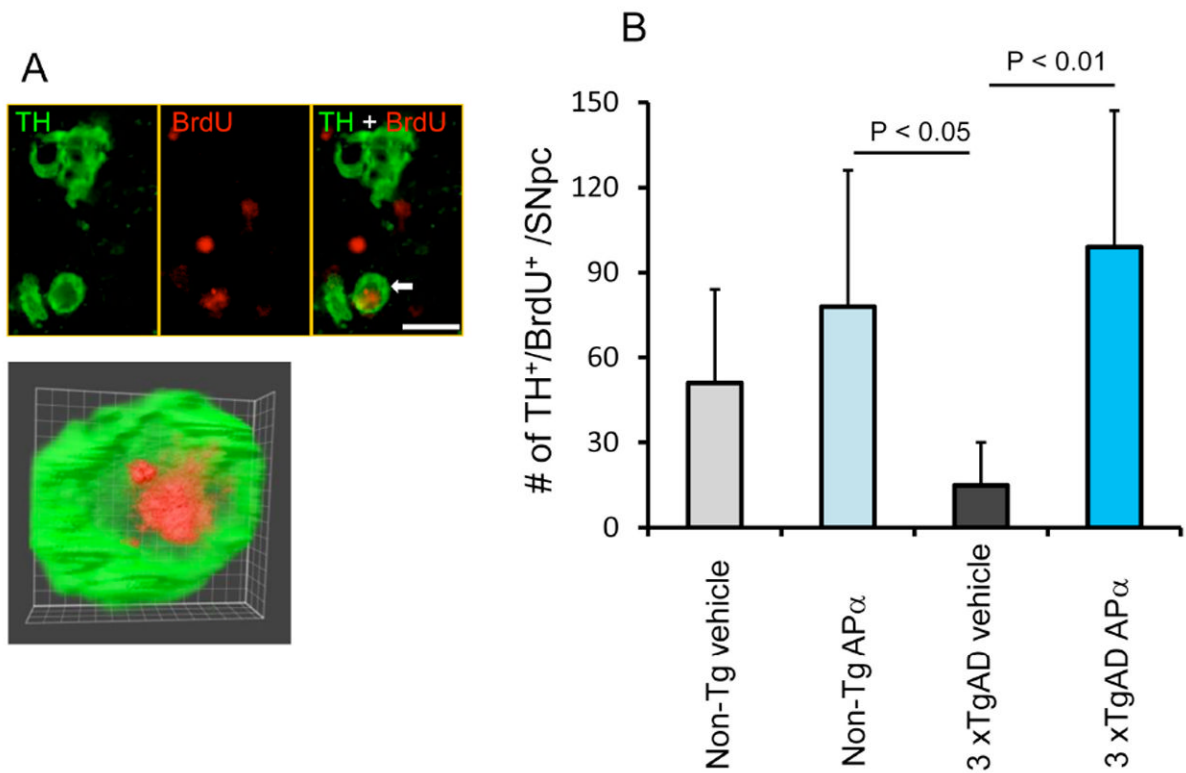 A
TH
BrdU
TH + BrdU
B
P < 0.01
P < 0.05
# of TH⁺/BrdU⁺ /SNpc
150
120
90
60
30
0
Non-Tg vehicle
Non-Tg APα
3 xTgAD vehicle
3 xTgAD APα